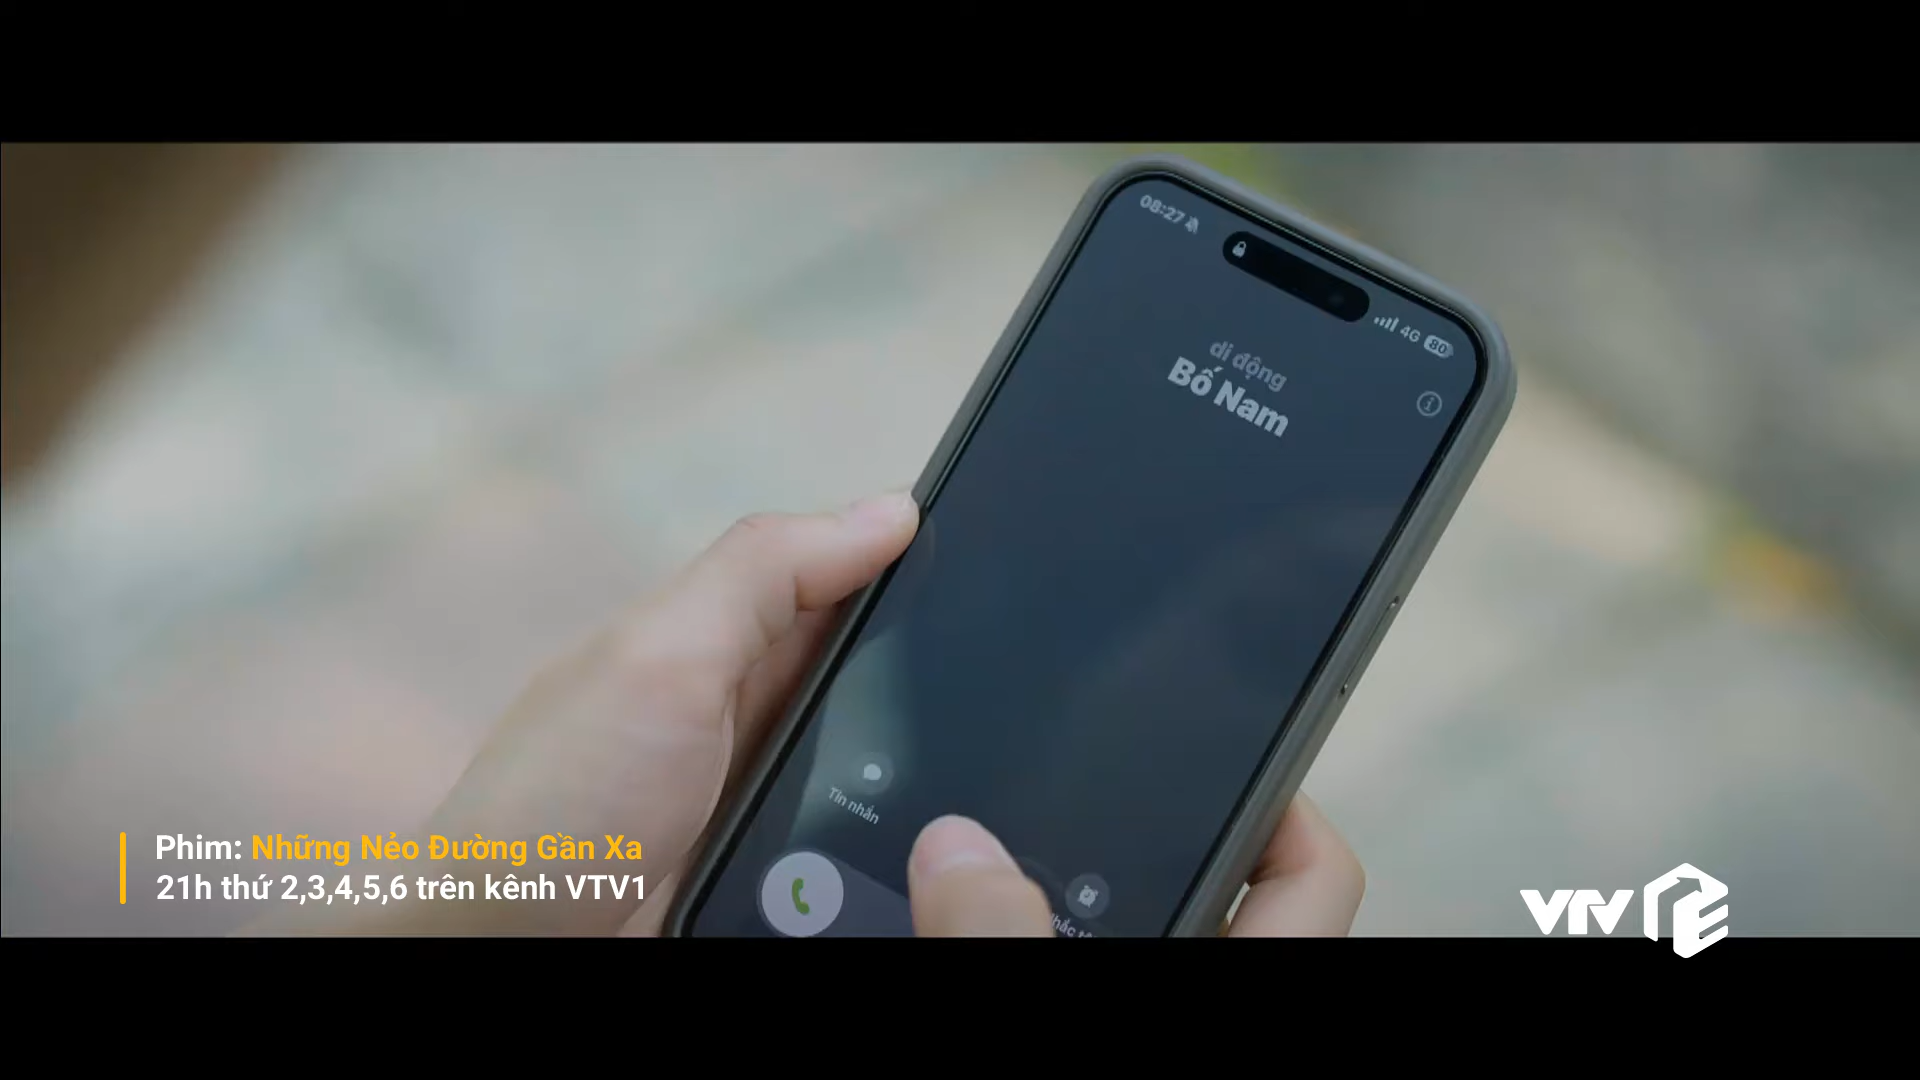 08:27
4G 80
di động
Bố Nam
Tin nhắn
Phim: Những Nẻo Đường Gần Xa
21h thứ 2,3,4,5,6 trên kênh VTV1
VTV